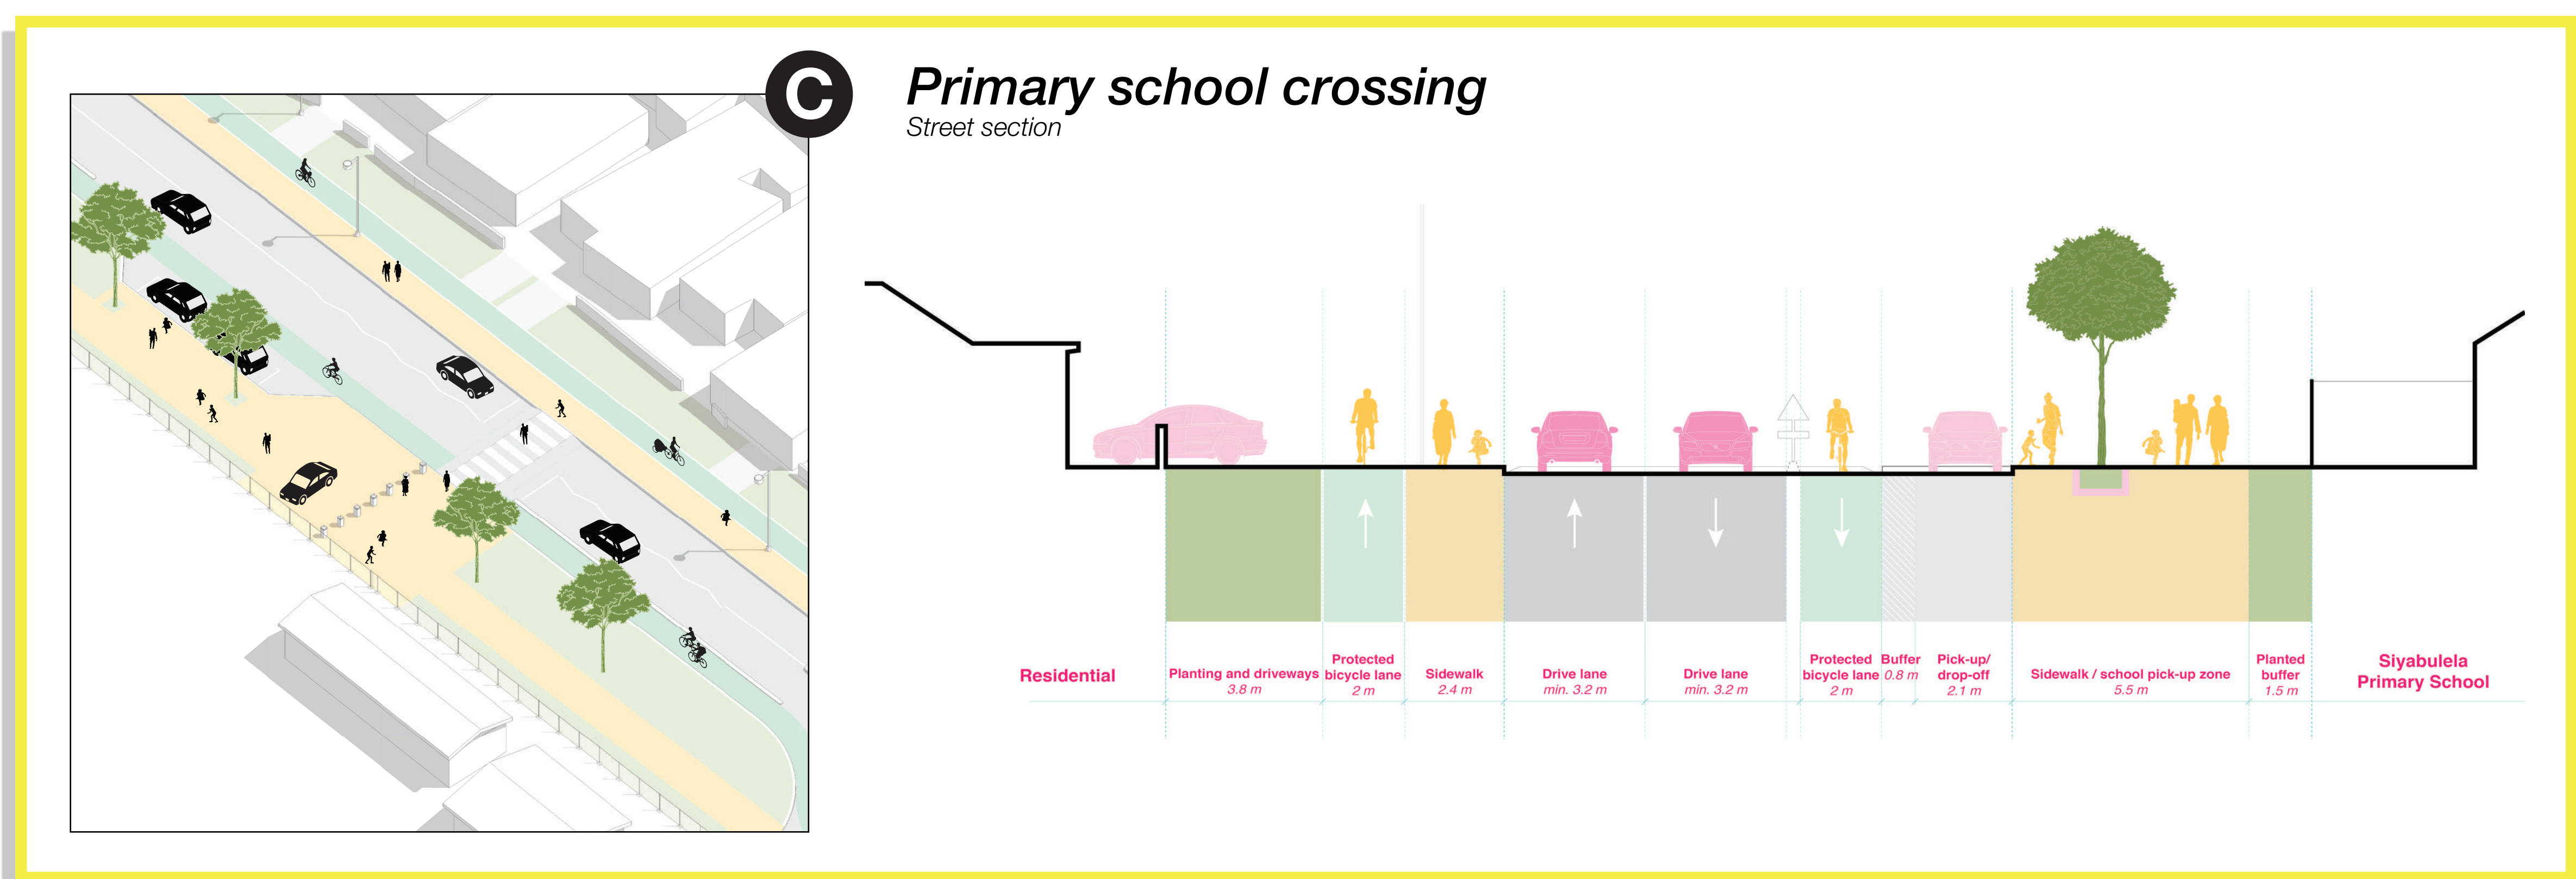 C
Primary school crossing
Street section
Residential
Planting and driveways
3.8 m
Protected
bicycle lane
2 m
Sidewalk
2.4 m
Drive lane
min. 3.2 m
Drive lane
min. 3.2 m
Protected
bicycle lane
2 m
Buffer
0.8 m
Pick-up/
drop-off
2.1 m
Sidewalk / school pick-up zone
5.5 m
Planted
buffer
1.5 m
Siyabulela
Primary School